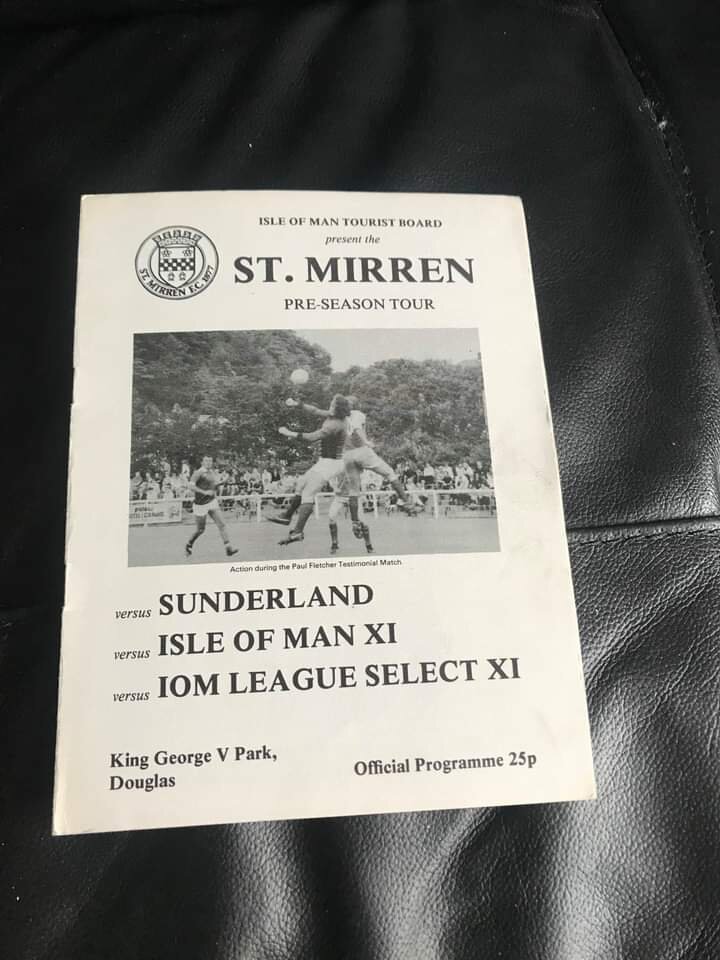 ISLE OF MAN TOURIST BOARD
present the
ST. MIRREN
PRE-SEASON TOUR
ST. MIRREN F.C. 1877
Action during the Paul Fletcher Testimonial Match.
versus SUNDERLAND
versus ISLE OF MAN XI
versus IOM LEAGUE SELECT XI
King George V Park,
Douglas
Official Programme 25p